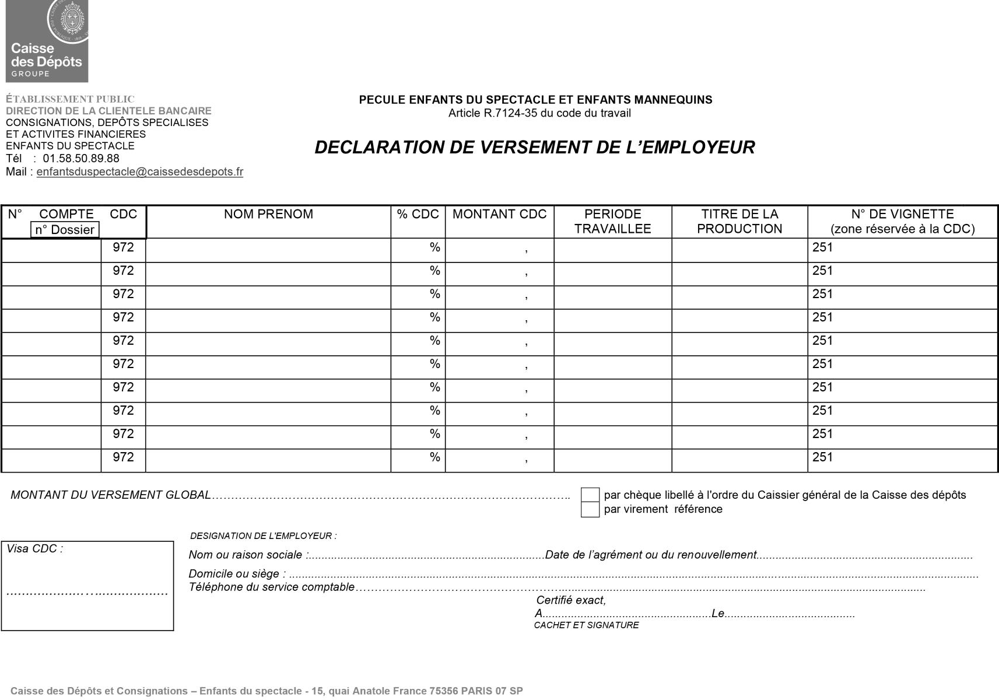 Caisse
des Dépôts
GROUPE
ÉTABLISSEMENT PUBLIC
DIRECTION DE LA CLIENTELE BANCAIRE
CONSIGNATIONS, DEPÔTS SPECIALISES
ET ACTIVITES FINANCIERES
ENFANTS DU SPECTACLE
Tél : 01.58.50.89.88
Mail : enfantsduspectacle@caissedesdepots.fr
PECULE ENFANTS DU SPECTACLE ET ENFANTS MANNEQUINS
Article R.7124-35 du code du travail
DECLARATION DE VERSEMENT DE L’EMPLOYEUR
N° COMPTE CDC NOM PRENOM % CDC MONTANT CDC PERIODE TITRE DE LA N° DE VIGNETTE
n° Dossier TRAVAILLEE PRODUCTION (zone réservée à la CDC)
972 % , 251
972 % , 251
972 % , 251
972 % , 251
972 % , 251
972 % , 251
972 % , 251
972 % , 251
972 % , 251
972 % , 251
MONTANT DU VERSEMENT GLOBAL……………………………………………………………………………….
par chèque libellé à l'ordre du Caissier général de la Caisse des dépôts
par virement référence
Visa CDC :
.................... ....................
DESIGNATION DE L'EMPLOYEUR :
Nom ou raison sociale :..........................................................................Date de l’agrément ou du renouvellement....................................................................
Domicile ou siège : ....................................................................................................................................................................................
Téléphone du service comptable………………………………………….....................................................................................................................
Certifié exact,
A.....................................................Le.........................................
CACHET ET SIGNATURE
Caisse des Dépôts et Consignations – Enfants du spectacle - 15, quai Anatole France 75356 PARIS 07 SP